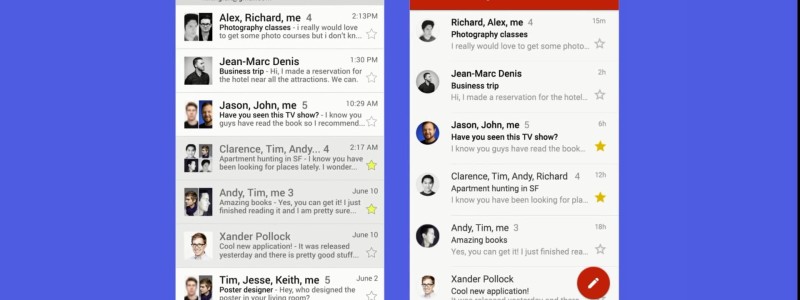 Alex, Richard, me 4 2:13PM
Photography classes - i really would love
to get some photo courses but i don't kn...
Jean-Marc Denis 1:30 PM
Business trip - Hi, I made a reservation for
the hotel near all the attractions. We can.
Jason, John, me 5 10:29 AM
Have you seen this TV show? - I know you
guys have read the book so I recommend...
Clarence, Tim, Andy... 4 2:17 AM
Apartment hunting in SF - I know you have
been looking for places lately. I wonder...
Andy, Tim, me 3 June 10
Amazing books - Yes, you can get it! I just
finished reading it and I am pretty sure...
Xander Pollock June 10
Cool new application! - It was released
yesterday and there is pretty good stuff...
Tim, Jesse, Keith, me 5 June 2
Poster designer - Hey, who designed the
poster in your living room?
Richard, Alex, me 4 15m
Photography classes
I really would love to get some photo...
Jean-Marc Denis 2h
Business trip
Hi, I made a reservation for the hotel...
Jason, John, me 5 6h
Have you seen this TV show?
I know you guys have read the book...
Clarence, Tim, Andy, Richard 4 12h
Apartment hunting in SF
I know you have been looking for pla...
Andy, Tim, me 3 18h
Amazing books
Yes, you can get it! I just finished read...
Xander Pollock
Cool new application!